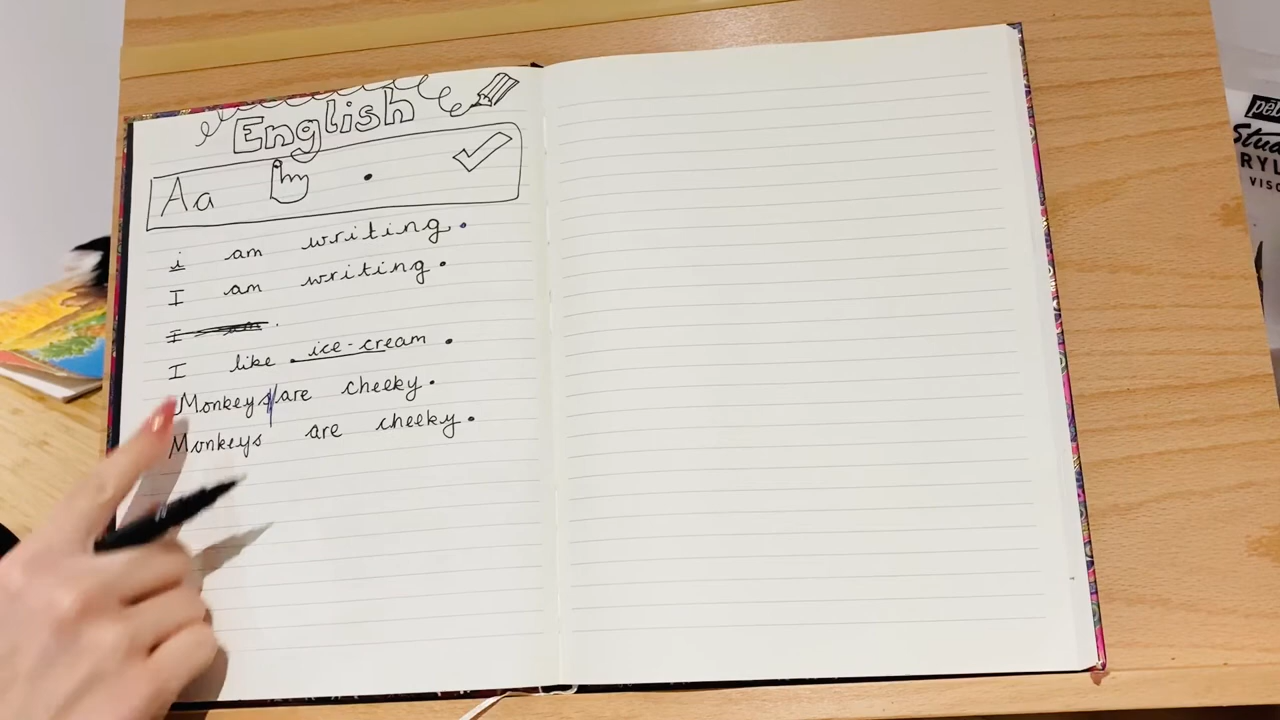 English
Aa .
i am writing.
I am writing.
I
I like ice-cream.
Monkeys/are cheeky.
Monkeys are cheeky.